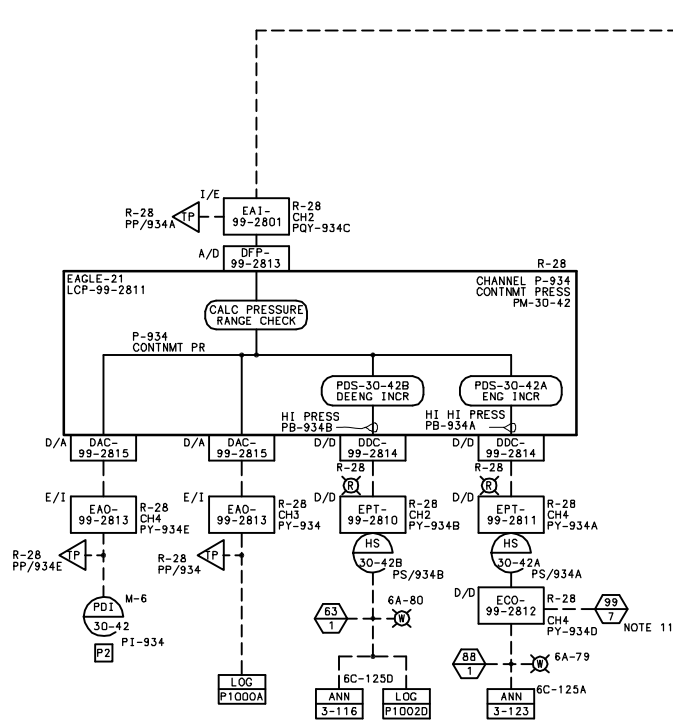 I/E
EAI-
99-2801
R-28
CH2
PQY-934C
R-28
PP/934A
TP
A/D
DFP-
99-2813
R-28
EAGLE-21
LCP-99-2811
CHANNEL P-934
CONTNMT PRESS
PM-30-42
CALC PRESSURE
RANGE CHECK
P-934
CONTNMT PR
PDS-30-42B
DEENG INCR
PDS-30-42A
ENG INCR
HI PRESS
PB-934B
HI HI PRESS
PB-934A
D/A
DAC-
99-2815
D/A
DAC-
99-2815
D/D
DDC-
99-2814
D/D
DDC-
99-2814
R-28
R
R-28
R
E/I
EAO-
99-2813
R-28
CH4
PY-934E
E/I
EAO-
99-2813
R-28
CH3
PY-934
D/D
EPT-
99-2810
R-28
CH2
PY-934B
D/D
EPT-
99-2811
R-28
CH4
PY-934A
R-28
PP/934E
TP
R-28
PP/934
TP
HS
30-42B
PS/934B
HS
30-42A
PS/934A
PDI
30-42
M-6
PI-934
P2
D/D
ECO-
99-2812
R-28
CH4
PY-934D
99
7
NOTE 11
63
1
6A-80
W
88
1
6A-79
W
LOG
P1000A
6C-125D
ANN
3-116
LOG
P1002D
6C-125A
ANN
3-123